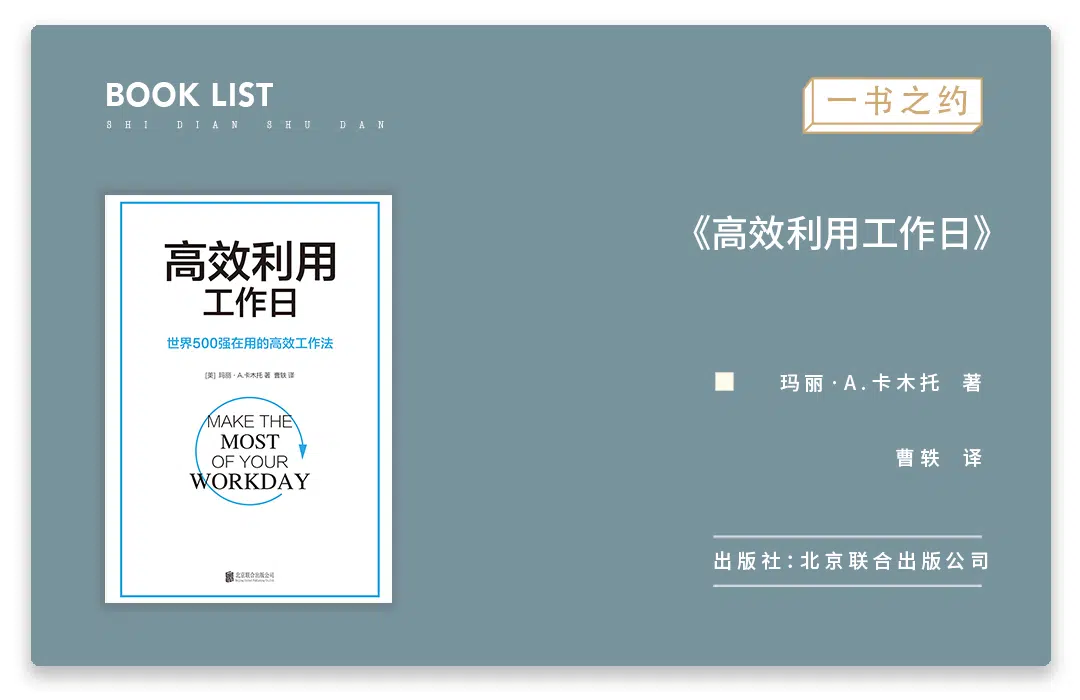 BOOK LIST
SHI DIAN SHU DAN
一书之约
高效利用
工作日
世界500强在用的高效工作法
[美] 玛丽·A.卡木托 著 曹轶 译
MAKE THE
MOST
OF YOUR
WORKDAY
北京联合出版公司
《高效利用工作日》
玛丽·A.卡木托 著
曹轶 译
出版社:北京联合出版公司